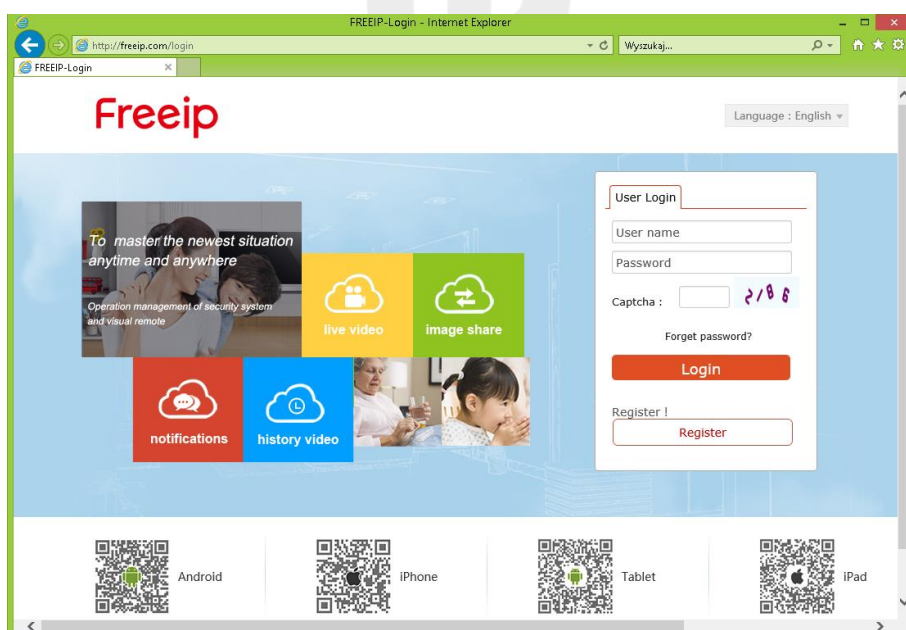 FREEIP-Login - Internet Explorer
http://freeip.com/login
Wyszukaj...
FREEIP-Login
Freeip
Language : English
To master the newest situation
anytime and anywhere
Operation management of security system
and visual remote
live video
image share
notifications
history video
User Login
User name
Password
Captcha :
2186
Forget password?
Login
Register !
Register
Android
iPhone
Tablet
iPad